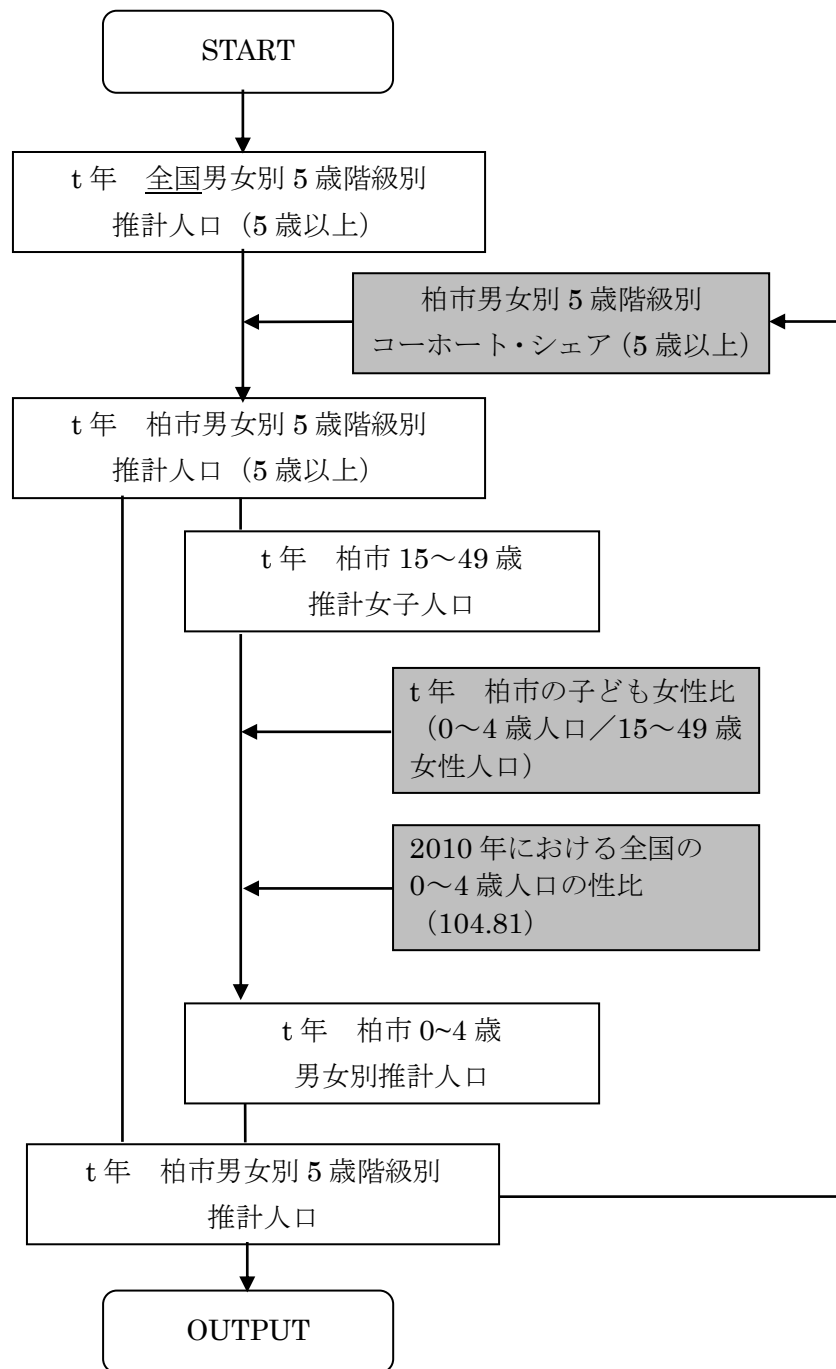 START
t 年　全国男女別 5 歳階級別
推計人口（5 歳以上）
柏市男女別 5 歳階級別
コーホート・シェア（5 歳以上）
t 年　柏市男女別 5 歳階級別
推計人口（5 歳以上）
t 年　柏市 15～49 歳
推計女子人口
t 年　柏市の子ども女性比
（0～4 歳人口／15～49 歳
女性人口）
2010 年における全国の
0～4 歳人口の性比
（104.81）
t 年　柏市 0~4 歳
男女別推計人口
t 年　柏市男女別 5 歳階級別
推計人口
OUTPUT